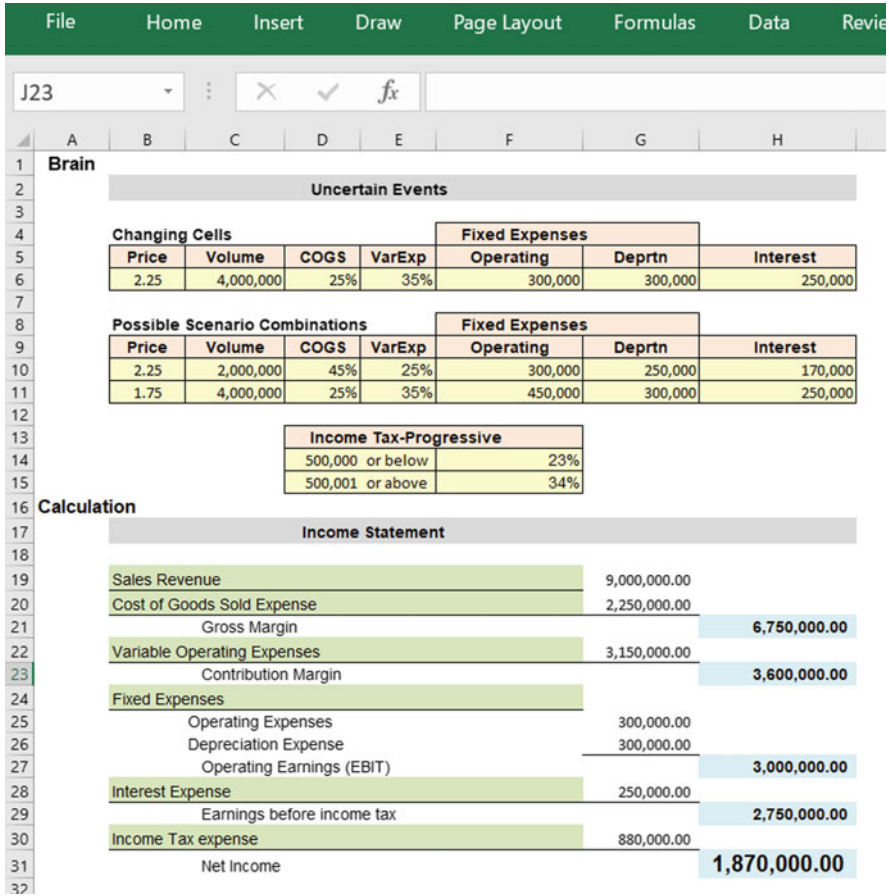 File Home Insert Draw Page Layout Formulas Data Revie
J23 fx
A B C D E F G H
1 Brain
2 Uncertain Events
3
4 Changing Cells Fixed Expenses
5 Price Volume COGS VarExp Operating Deprtn Interest
6 2.25 4,000,000 25% 35% 300,000 300,000 250,000
7
8 Possible Scenario Combinations Fixed Expenses
9 Price Volume COGS VarExp Operating Deprtn Interest
10 2.25 2,000,000 45% 25% 300,000 250,000 170,000
11 1.75 4,000,000 25% 35% 450,000 300,000 250,000
12
13 Income Tax-Progressive
14 500,000 or below 23%
15 500,001 or above 34%
16 Calculation
17 Income Statement
18
19 Sales Revenue 9,000,000.00
20 Cost of Goods Sold Expense 2,250,000.00
21 Gross Margin 6,750,000.00
22 Variable Operating Expenses 3,150,000.00
23 Contribution Margin 3,600,000.00
24 Fixed Expenses
25 Operating Expenses 300,000.00
26 Depreciation Expense 300,000.00
27 Operating Earnings (EBIT) 3,000,000.00
28 Interest Expense 250,000.00
29 Earnings before income tax 2,750,000.00
30 Income Tax expense 880,000.00
31 Net Income 1,870,000.00
32